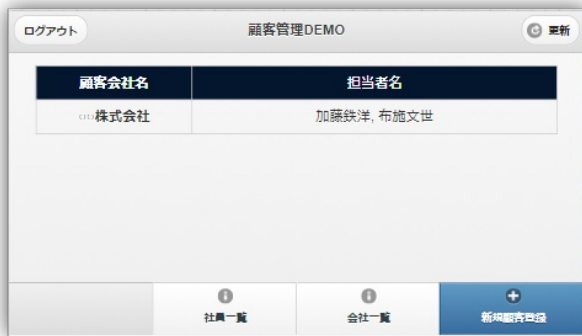 ログアウト
顧客管理DEMO
更新
顧客会社名
担当者名
株式会社
加藤鉄洋, 布施文世
社員一覧
会社一覧
新規顧客登録